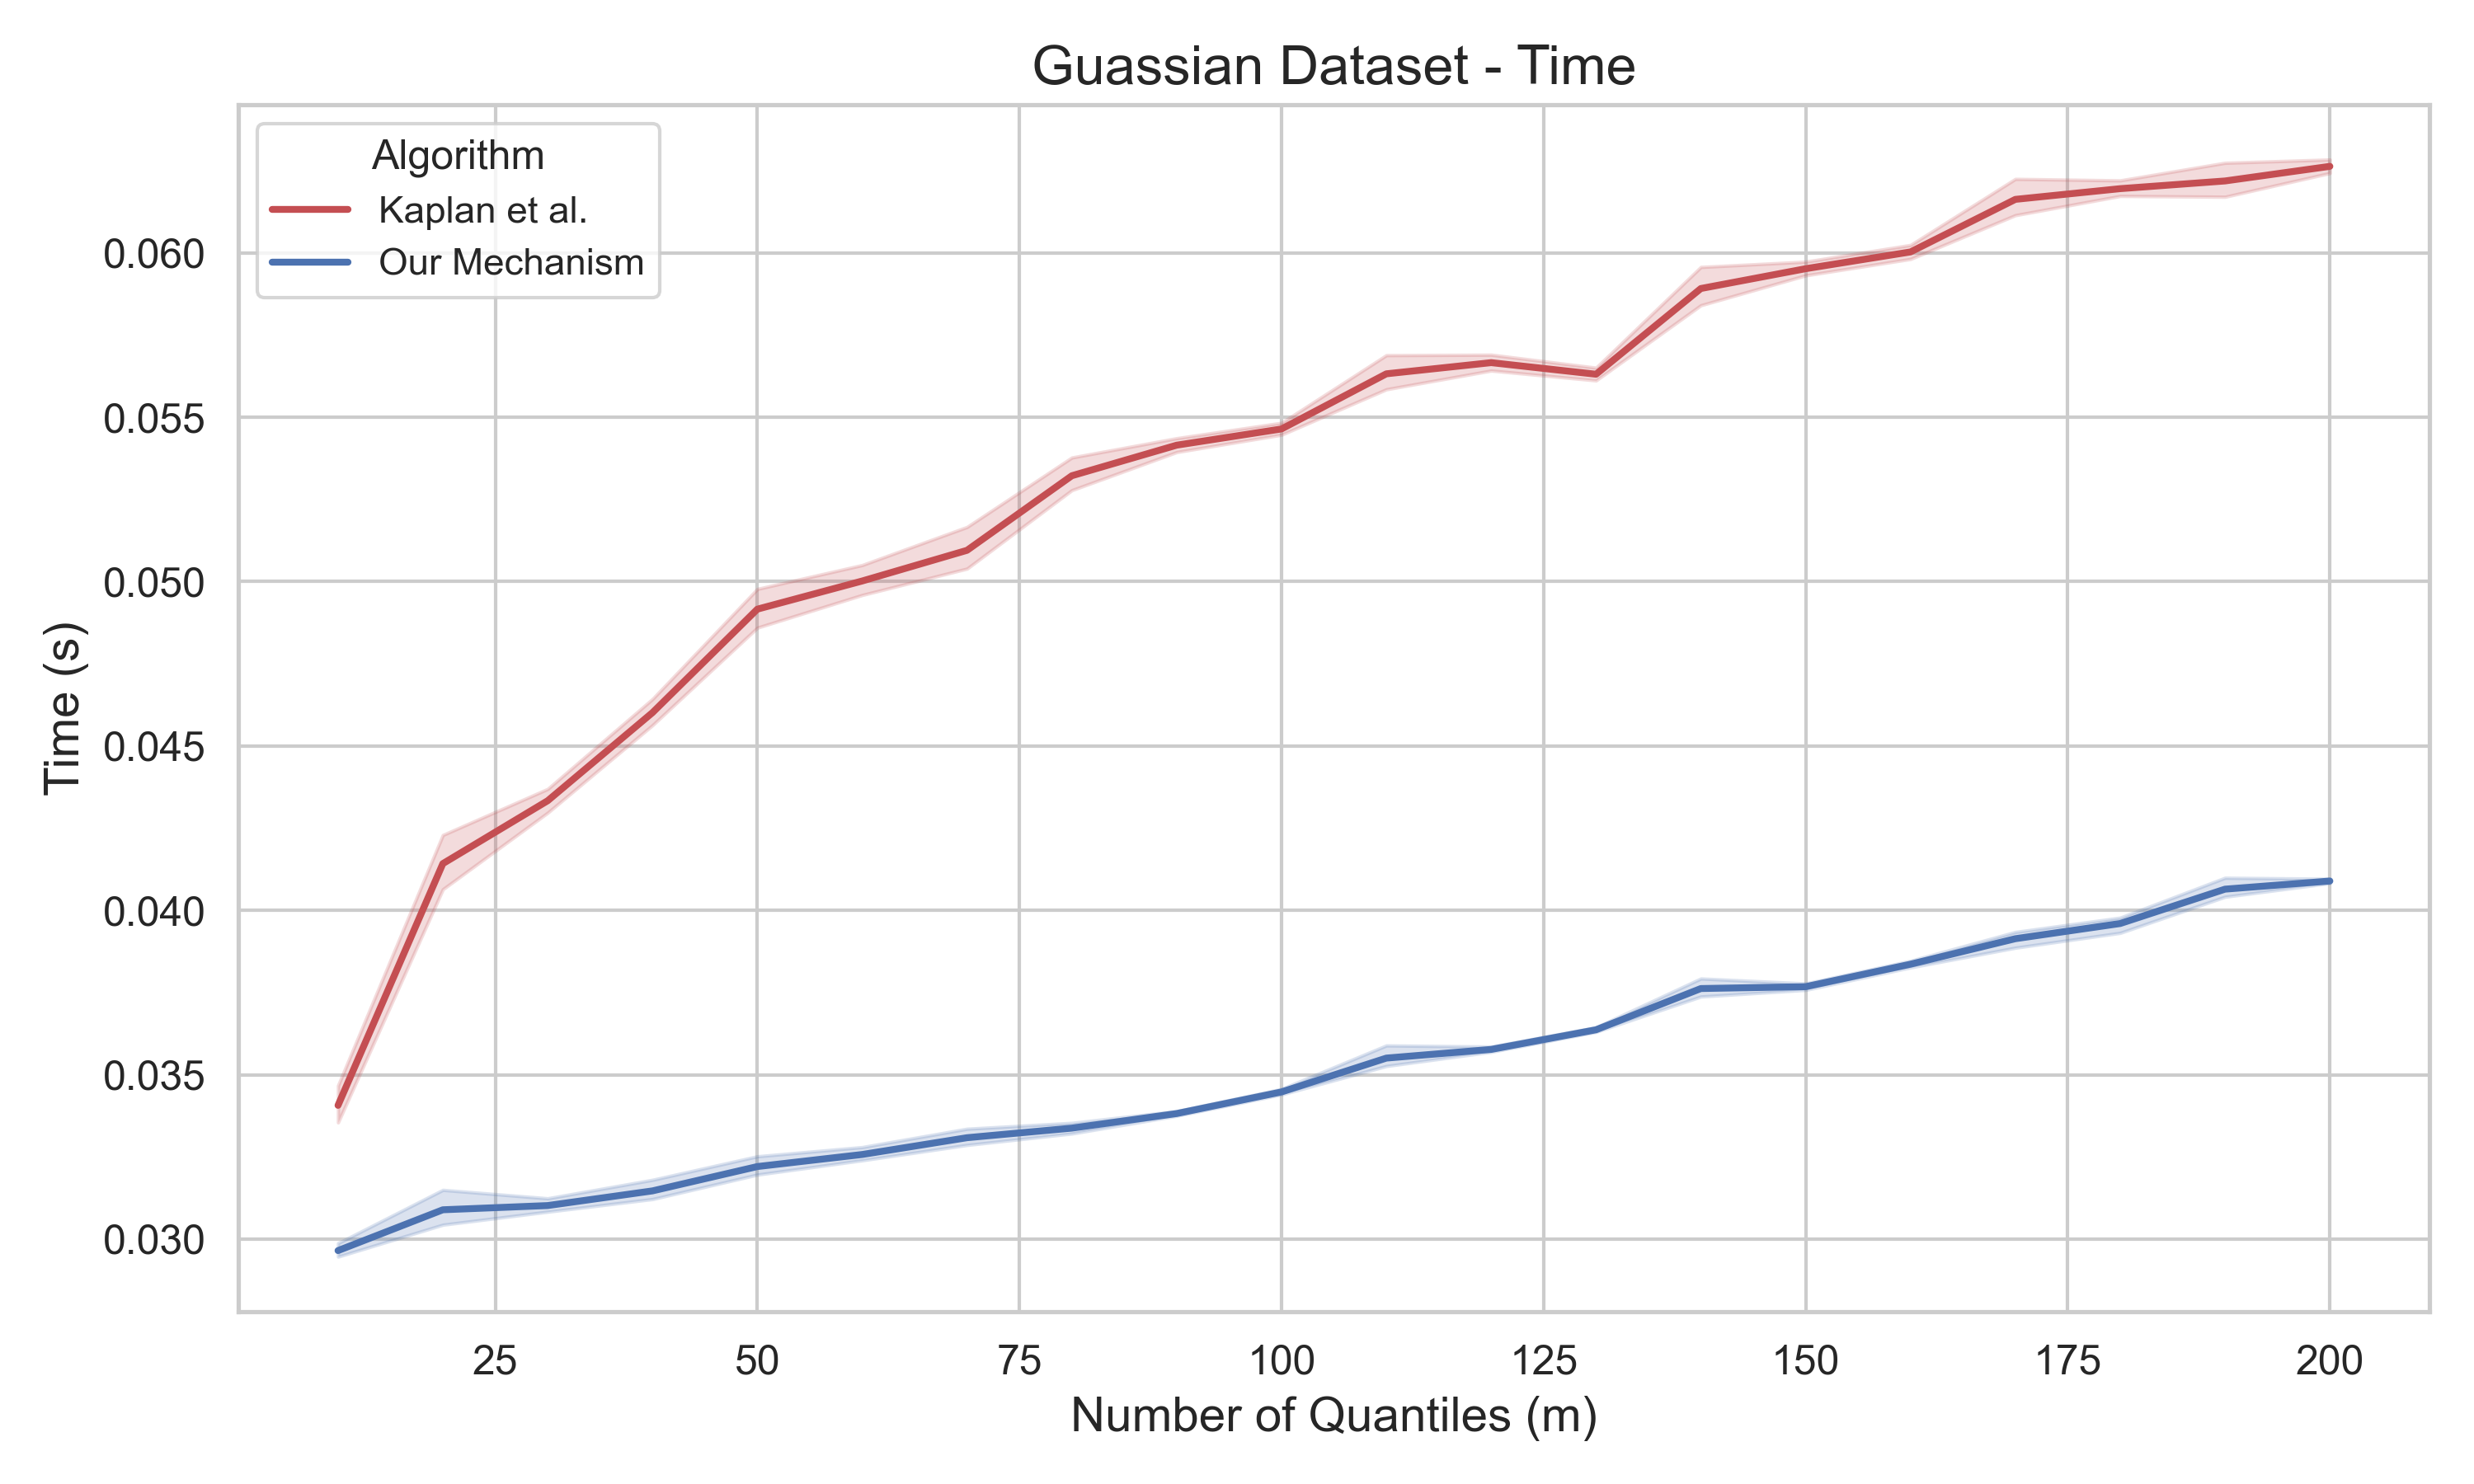 Guassian Dataset - Time
Algorithm
Kaplan et al.
Our Mechanism
0.060
0.055
0.050
0.045
0.040
0.035
0.030
Time (s)
25 50 75 100 125 150 175 200
Number of Quantiles (m)